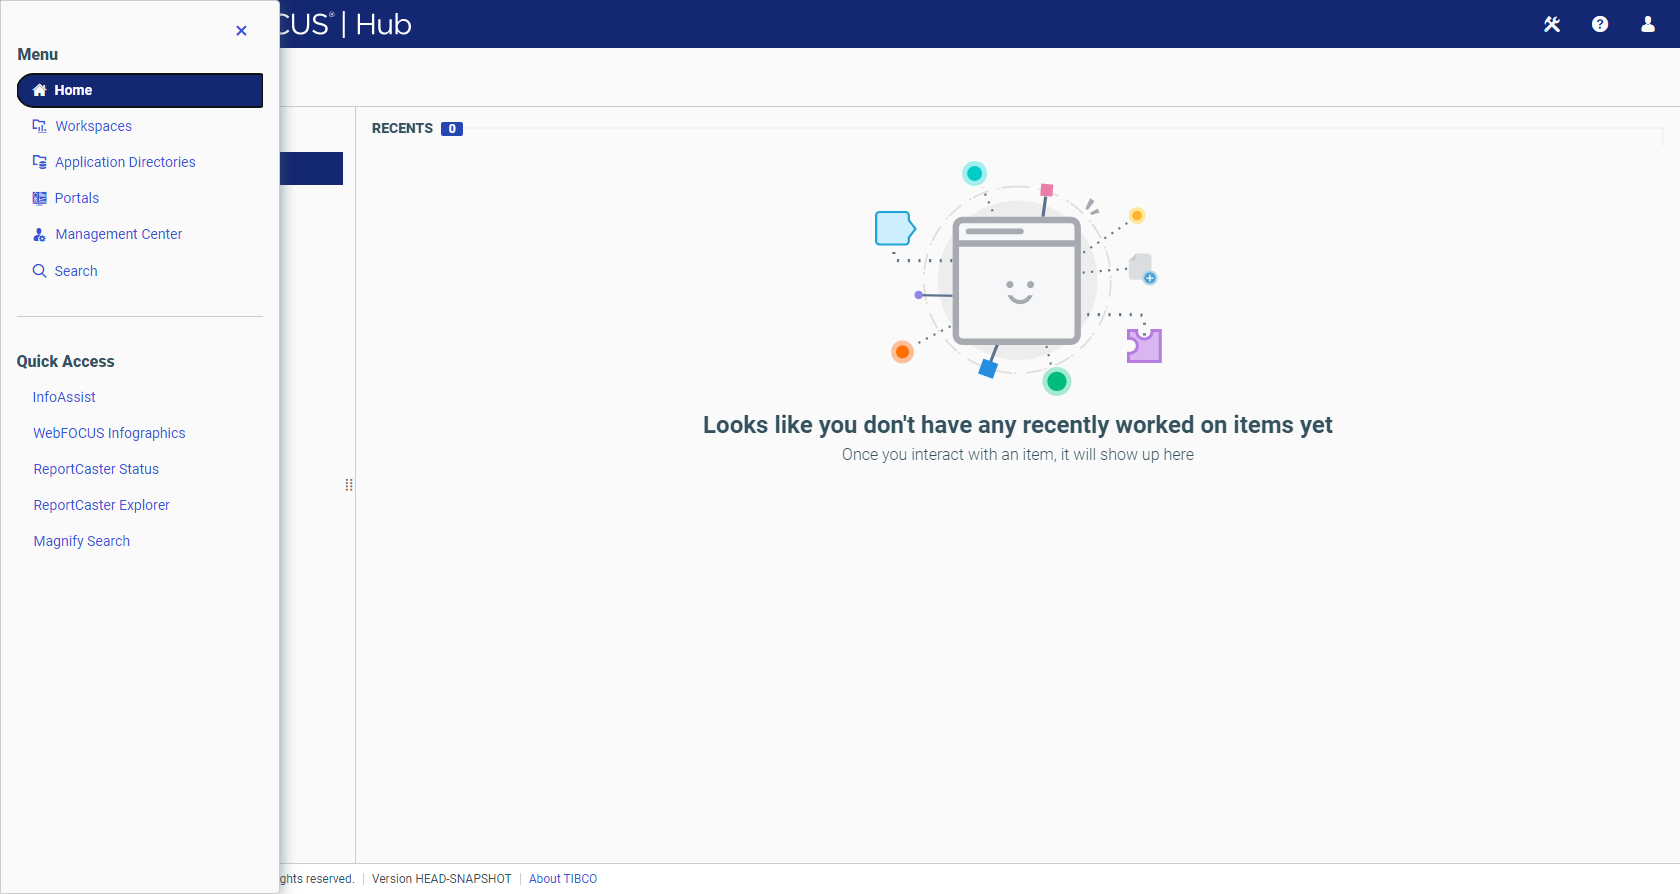 CUS® | Hub
Menu
Home
Workspaces
Application Directories
Portals
Management Center
Search
Quick Access
InfoAssist
WebFOCUS Infographics
ReportCaster Status
ReportCaster Explorer
Magnify Search
RECENTS 0
Looks like you don't have any recently worked on items yet
Once you interact with an item, it will show up here
ghts reserved. | Version HEAD-SNAPSHOT | About TIBCO